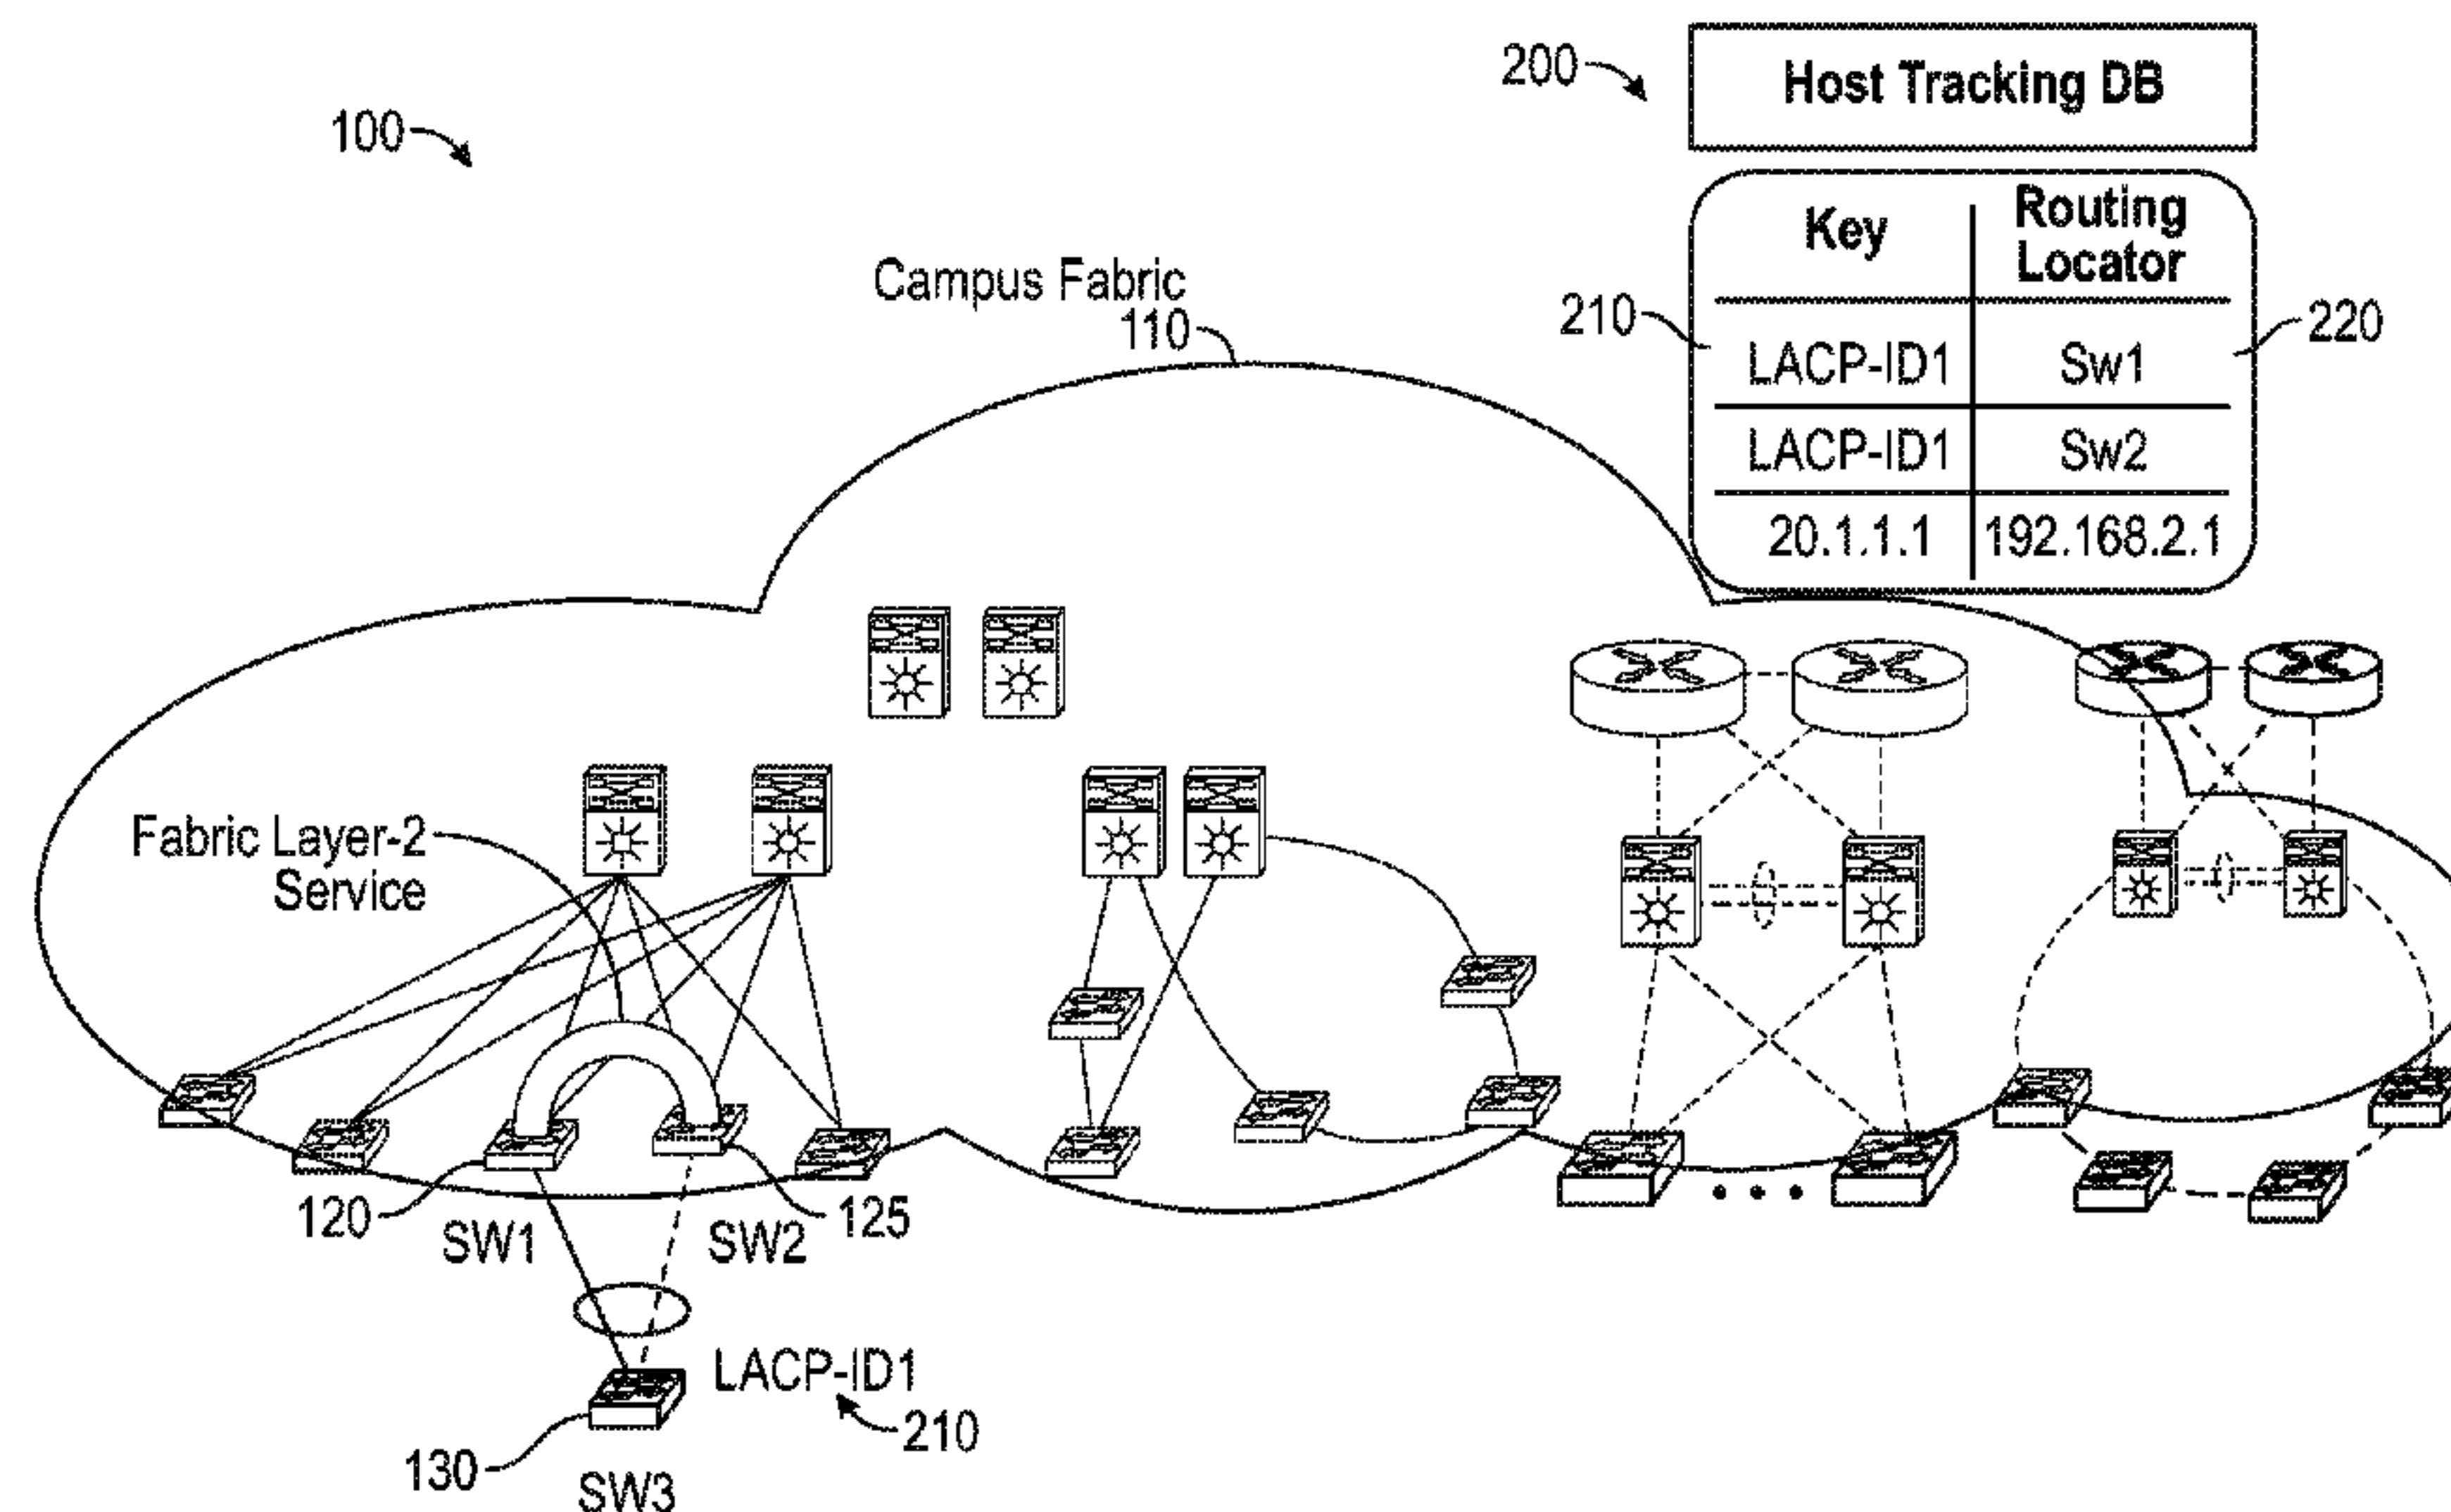 200
Host Tracking DB
100
Key
Routing
Locator
Campus Fabric
110
210
220
LACP-ID1
Sw1
LACP-ID1
Sw2
20.1.1.1
192.168.2.1
Fabric Layer-2
Service
120
SW1
SW2
125
LACP-ID1
210
130
SW3